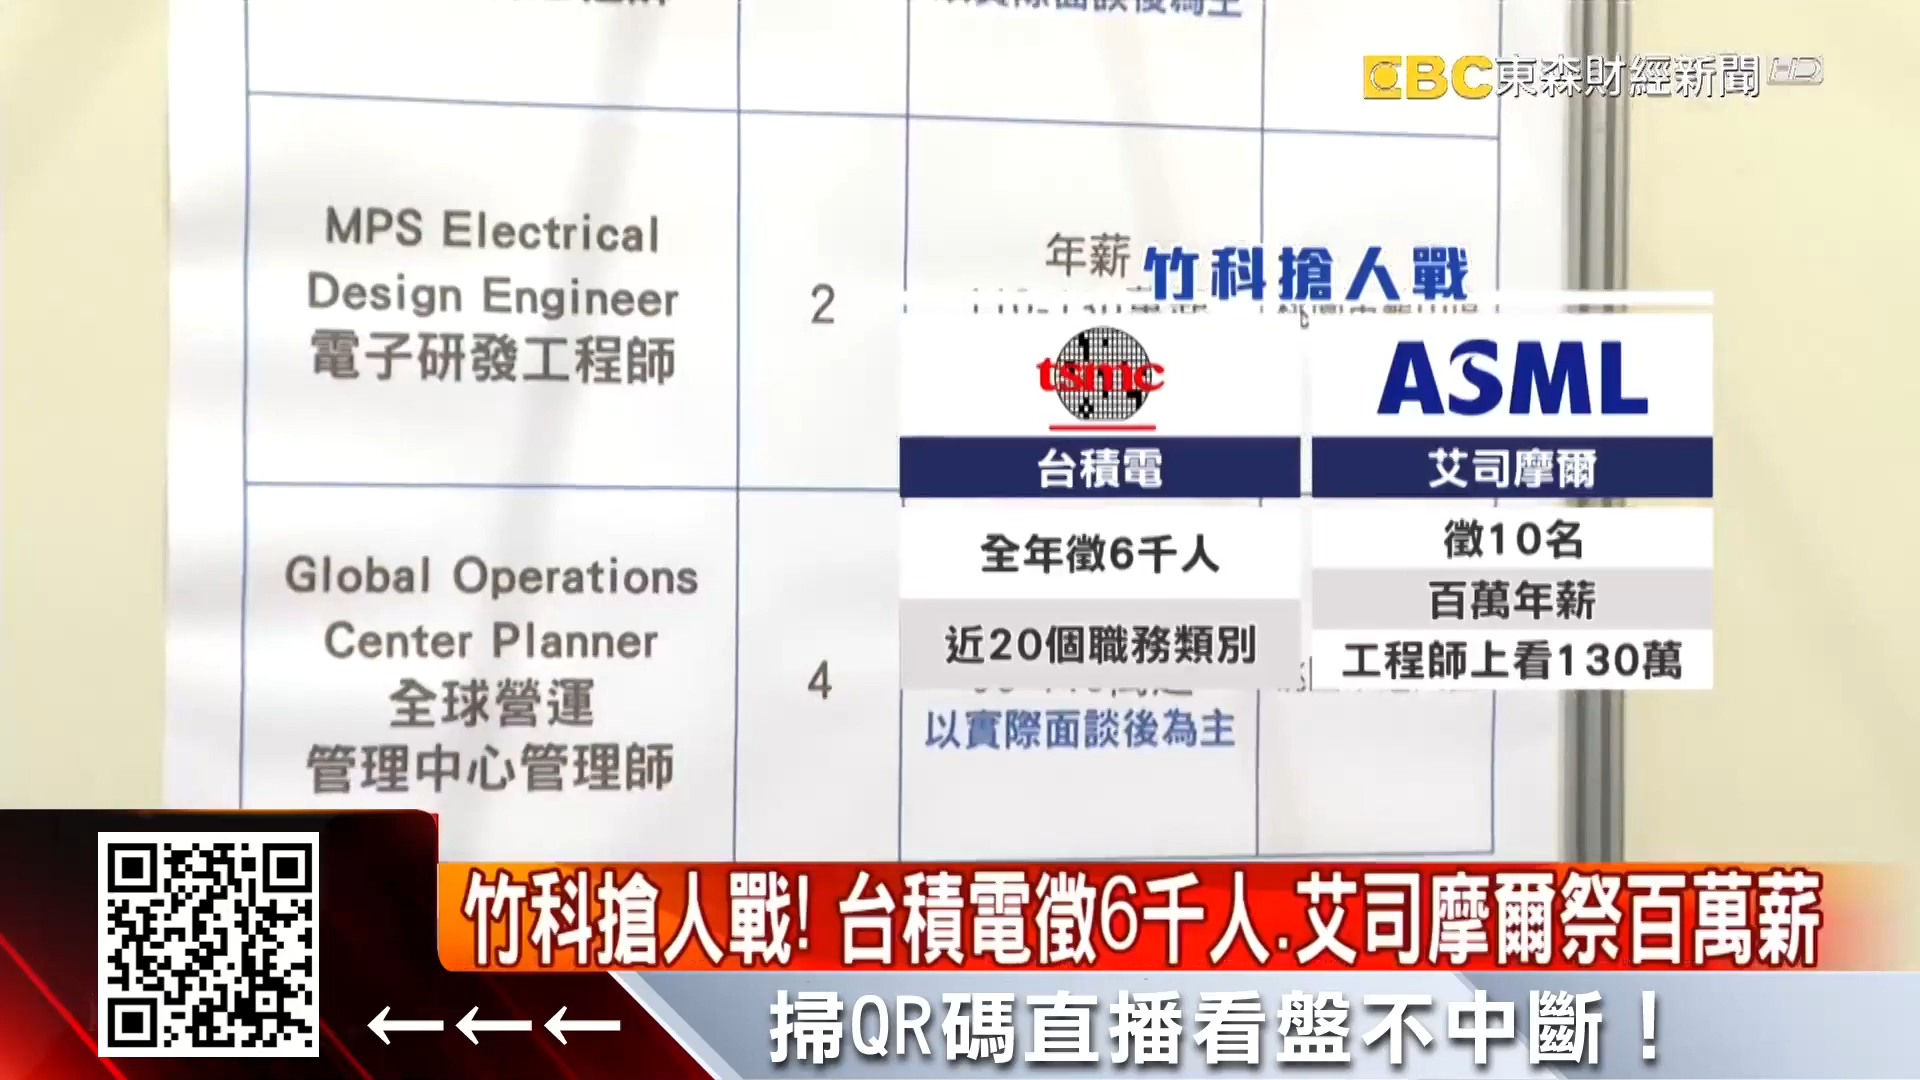 EBC東森財經新聞HD
MPS Electrical
Design Engineer
電子研發工程師
2
年薪
Global Operations
Center Planner
全球營運
管理中心管理師
4
以實際面談後為主
竹科搶人戰
tsmc
台積電
全年徵6千人
近20個職務類別
ASML
艾司摩爾
徵10名
百萬年薪
工程師上看130萬
竹科搶人戰!台積電徵6千人.艾司摩爾祭百萬薪
←←←
掃QR碼直播看盤不中斷!